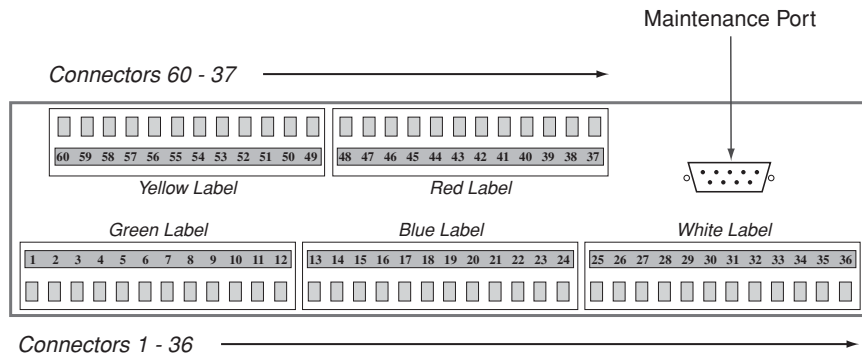 Maintenance Port
Connectors 60 - 37
60 59 58 57 56 55 54 53 52 51 50 49
48 47 46 45 44 43 42 41 40 39 38 37
Yellow Label
Red Label
Green Label
Blue Label
White Label
1 2 3 4 5 6 7 8 9 10 11 12
13 14 15 16 17 18 19 20 21 22 23 24
25 26 27 28 29 30 31 32 33 34 35 36
Connectors 1 - 36